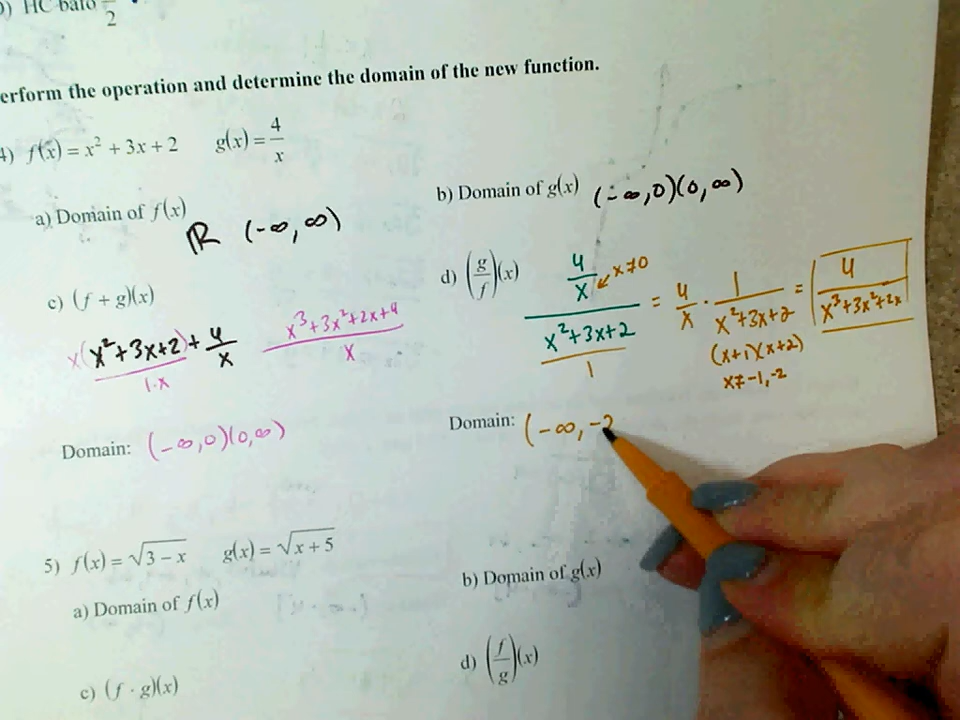 0) HC bato /2
erform the operation and determine the domain of the new function.
4) f(x) = x² + 3x + 2 g(x) = 4/x
a) Domain of f(x) ℝ (-∞, ∞)
b) Domain of g(x) (-∞, 0)(0, ∞)
c) (f + g)(x)
x(x² + 3x + 2)/(1·x) + 4/x (x³ + 3x² + 2x + 4)/x
Domain: (-∞, 0)(0, ∞)
d) (g/f)(x) (4/x)/((x² + 3x + 2)/1) = 4/x · 1/(x² + 3x + 2) = 4/(x³ + 3x² + 2x)
x ≠ 0
(x+1)(x+2)
x ≠ -1, -2
Domain: (-∞, -2
5) f(x) = √(3 - x) g(x) = √(x + 5)
a) Domain of f(x)
b) Domain of g(x)
c) (f · g)(x)
d) (f/g)(x)